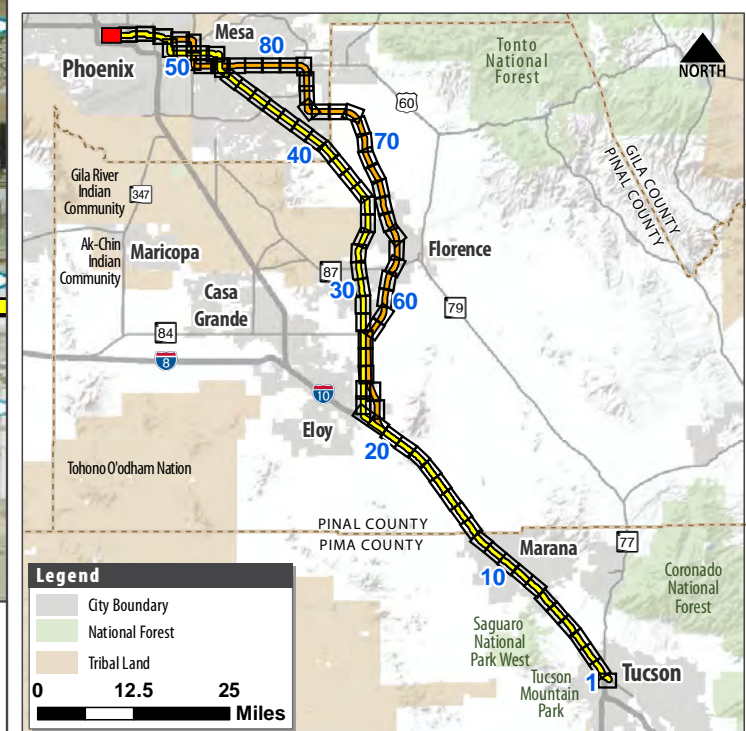 Mesa
80
Phoenix
50
Tonto
National
Forest
NORTH
60
70
40
GILA COUNTY
PINAL COUNTY
Gila River
Indian
Community
347
Ak-Chin
Indian
Community
Maricopa
Florence
87
30
Casa
Grande
60
79
84
8
10
Eloy
20
Tohono O'odham Nation
PINAL COUNTY
PIMA COUNTY
Marana
77
10
Coronado
National
Forest
Saguaro
National
Park West
Tucson
Mountain
Park
1
Tucson
Legend
City Boundary
National Forest
Tribal Land
0 12.5 25
Miles